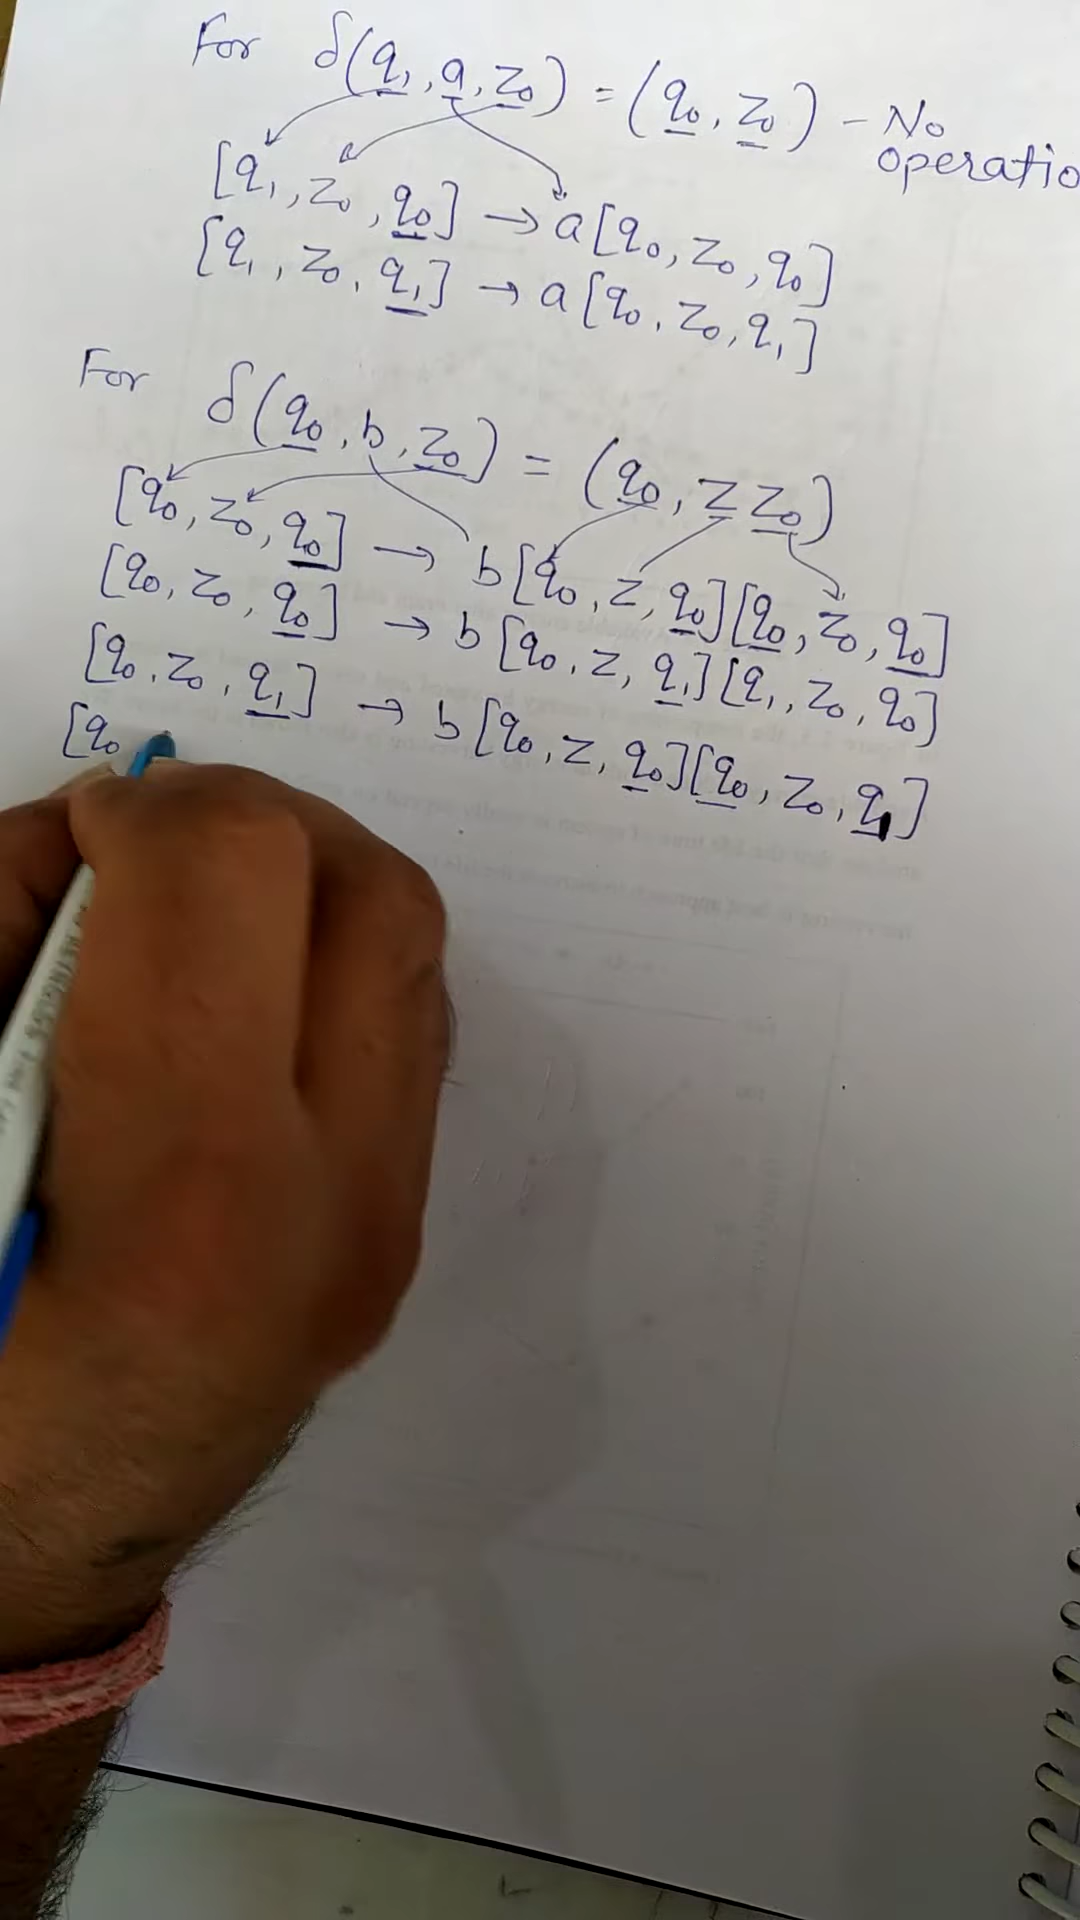 For δ(q₁, a, z₀) = (q₀, z₀) - No
operatio
[q₁, z₀, q₀] → a[q₀, z₀, q₀]
[q₁, z₀, q₁] → a[q₀, z₀, q₁]
For δ(q₀, b, z₀) = (q₀, z z₀)
[q₀, z₀, q₀] → b[q₀, z, q₀][q₀, z₀, q₀]
[q₀, z₀, q₀] → b[q₀, z, q₁][q₁, z₀, q₀]
[q₀, z₀, q₁] → b[q₀, z, q₀][q₀, z₀, q₁]
[q₀